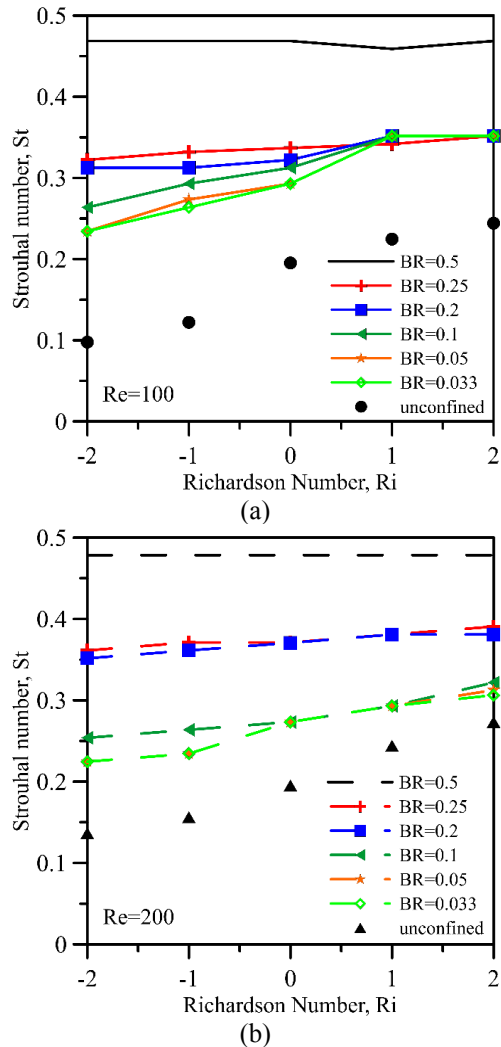 0.5
0.4
0.3
0.2
0.1
0
Strouhal number, St
BR=0.5
BR=0.25
BR=0.2
BR=0.1
BR=0.05
BR=0.033
unconfined
Re=100
-2 -1 0 1 2
Richardson Number, Ri
(a)
0.5
0.4
0.3
0.2
0.1
0
Strouhal number, St
BR=0.5
BR=0.25
BR=0.2
BR=0.1
BR=0.05
BR=0.033
unconfined
Re=200
-2 -1 0 1 2
Richardson Number, Ri
(b)